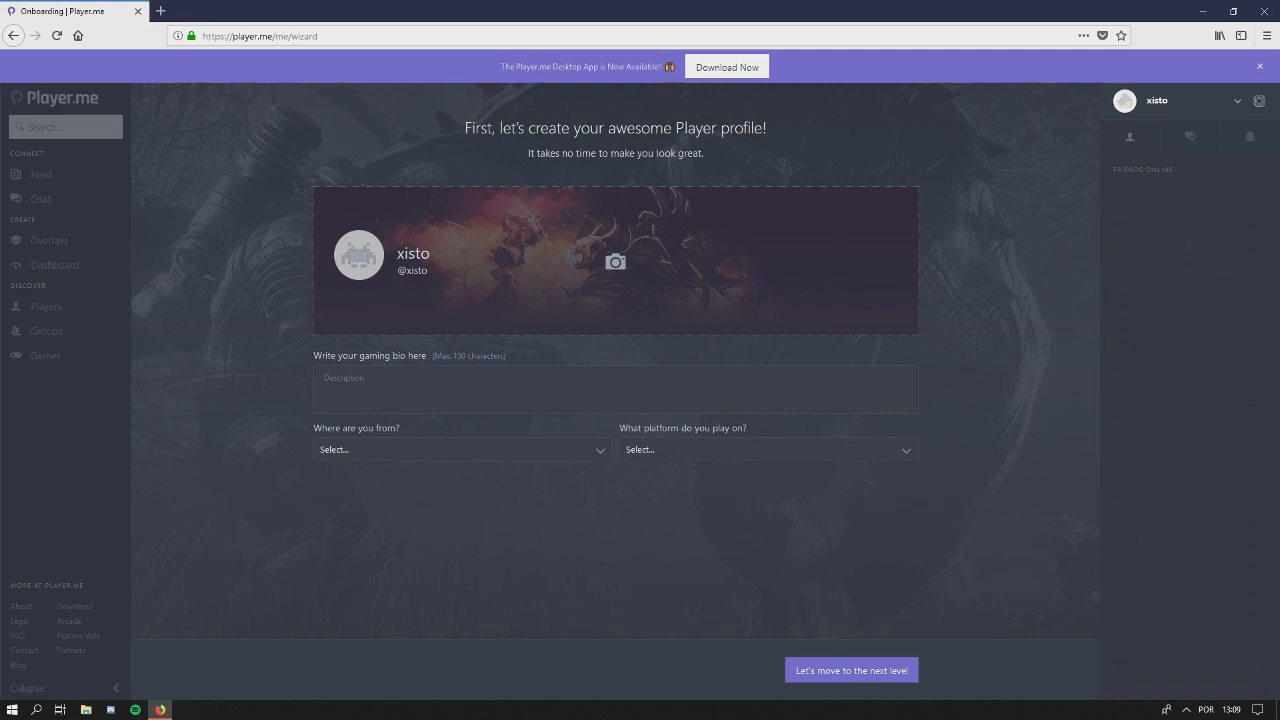 Onboarding | Player.me
https://player.me/me/wizard
The Player.me Desktop App is Now Available!!
Download Now
Player.me
Search...
CONNECT
Feed
Chat
CREATE
Overlays
Dashboard
DISCOVER
Players
Groups
Games
MORE AT PLAYER.ME
About Download
Legal Arcade
FAQ Feature Vote
Contact Partners
Blog
Colapse
First, let's create your awesome Player profile!
It takes no time to make you look great.
xisto
@xisto
Write your gaming bio here (Max. 150 characters)
Description
Where are you from?
Select...
What platform do you play on?
Select...
Let's move to the next level
xisto
FRIENDS ONLINE
POR 13:09